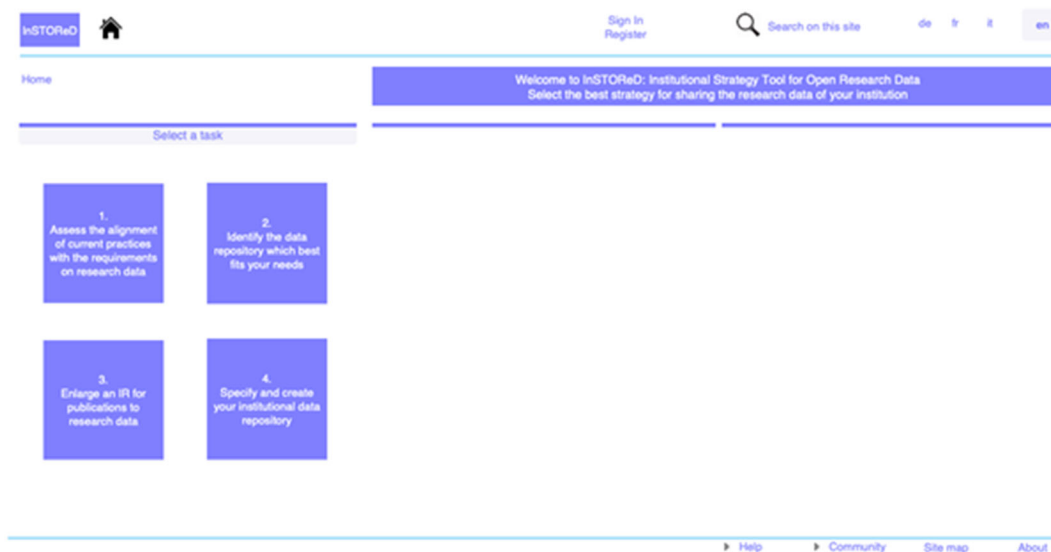 InSTOReD
Sign In
Register
Search on this site
de fr it en
Home
Welcome to InSTOReD: Institutional Strategy Tool for Open Research Data
Select the best strategy for sharing the research data of your institution
Select a task
1.
Assess the alignment
of current practices
with the requirements
on research data
2.
Identify the data
repository which best
fits your needs
3.
Enlarge an IR for
publications to
research data
4.
Specify and create
your institutional data
repository
Help Community Site map About